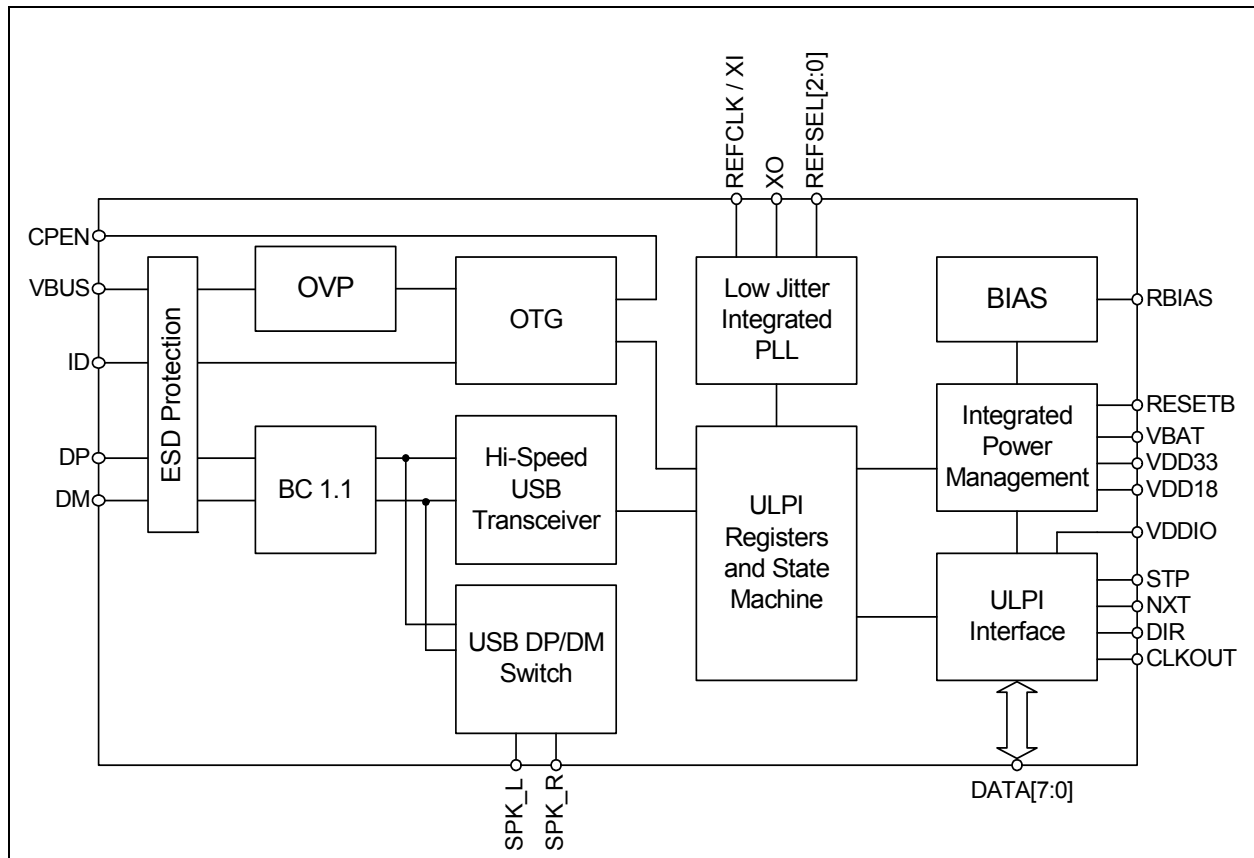 REFCLK / XI
XO
REFSEL[2:0]
CPEN
VBUS
ID
DP
DM
ESD Protection
OVP
OTG
BC 1.1
Hi-Speed
USB
Transceiver
USB DP/DM
Switch
SPK_L
SPK_R
Low Jitter
Integrated
PLL
ULPI
Registers
and State
Machine
BIAS
Integrated
Power
Management
ULPI
Interface
RBIAS
RESETB
VBAT
VDD33
VDD18
VDDIO
STP
NXT
DIR
CLKOUT
DATA[7:0]